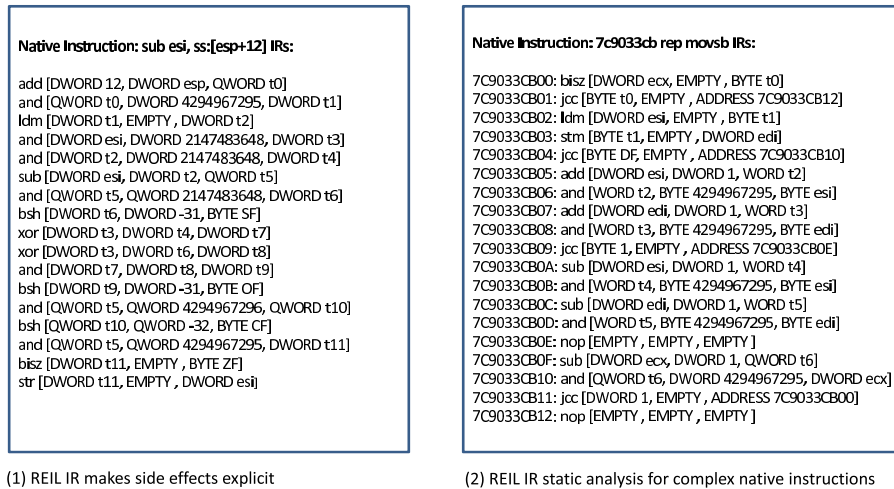 Native Instruction: sub esi, ss:[esp+12] IRs:
add [DWORD 12, DWORD esp, QWORD t0]
and [QWORD t0, DWORD 4294967295, DWORD t1]
ldm [DWORD t1, EMPTY , DWORD t2]
and [DWORD esi, DWORD 2147483648, DWORD t3]
and [DWORD t2, DWORD 2147483648, DWORD t4]
sub [DWORD esi, DWORD t2, QWORD t5]
and [QWORD t5, QWORD 2147483648, DWORD t6]
bsh [DWORD t6, DWORD -31, BYTE SF]
xor [DWORD t3, DWORD t4, DWORD t7]
xor [DWORD t3, DWORD t6, DWORD t8]
and [DWORD t7, DWORD t8, DWORD t9]
bsh [DWORD t9, DWORD -31, BYTE OF]
and [QWORD t5, QWORD 4294967296, QWORD t10]
bsh [QWORD t10, QWORD -32, BYTE CF]
and [QWORD t5, QWORD 4294967295, DWORD t11]
bisz [DWORD t11, EMPTY , BYTE ZF]
str [DWORD t11, EMPTY , DWORD esi]
(1) REIL IR makes side effects explicit
Native Instruction: 7c9033cb rep movsb IRs:
7C9033CB00: bisz [DWORD ecx, EMPTY , BYTE t0]
7C9033CB01: jcc [BYTE t0, EMPTY , ADDRESS 7C9033CB12]
7C9033CB02: ldm [DWORD esi, EMPTY , BYTE t1]
7C9033CB03: stm [BYTE t1, EMPTY , DWORD edi]
7C9033CB04: jcc [BYTE DF, EMPTY , ADDRESS 7C9033CB10]
7C9033CB05: add [DWORD esi, DWORD 1, WORD t2]
7C9033CB06: and [WORD t2, BYTE 4294967295, BYTE esi]
7C9033CB07: add [DWORD edi, DWORD 1, WORD t3]
7C9033CB08: and [WORD t3, BYTE 4294967295, BYTE edi]
7C9033CB09: jcc [BYTE 1, EMPTY , ADDRESS 7C9033CB0E]
7C9033CB0A: sub [DWORD esi, DWORD 1, WORD t4]
7C9033CB0B: and [WORD t4, BYTE 4294967295, BYTE esi]
7C9033CB0C: sub [DWORD edi, DWORD 1, WORD t5]
7C9033CB0D: and [WORD t5, BYTE 4294967295, BYTE edi]
7C9033CB0E: nop [EMPTY , EMPTY , EMPTY ]
7C9033CB0F: sub [DWORD ecx, DWORD 1, QWORD t6]
7C9033CB10: and [QWORD t6, DWORD 4294967295, DWORD ecx]
7C9033CB11: jcc [DWORD 1, EMPTY , ADDRESS 7C9033CB00]
7C9033CB12: nop [EMPTY , EMPTY , EMPTY ]
(2) REIL IR static analysis for complex native instructions